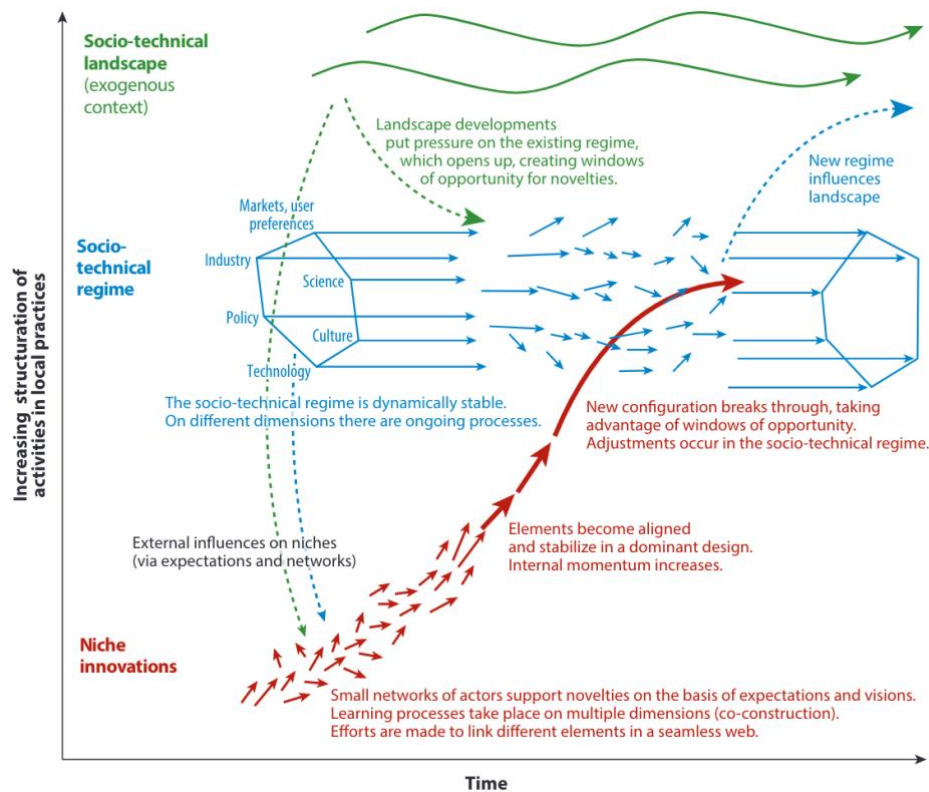 Socio-technical
landscape
(exogenous
context)
Landscape developments
put pressure on the existing regime,
which opens up, creating windows
of opportunity for novelties.
New regime
influences
landscape
Markets, user
preferences
Socio-
technical
regime
Industry
Science
Policy
Culture
Technology
The socio-technical regime is dynamically stable.
On different dimensions there are ongoing processes.
New configuration breaks through, taking
advantage of windows of opportunity.
Adjustments occur in the socio-technical regime.
Increasing structuration of
activities in local practices
External influences on niches
(via expectations and networks)
Elements become aligned
and stabilize in a dominant design.
Internal momentum increases.
Niche
innovations
Small networks of actors support novelties on the basis of expectations and visions.
Learning processes take place on multiple dimensions (co-construction).
Efforts are made to link different elements in a seamless web.
Time